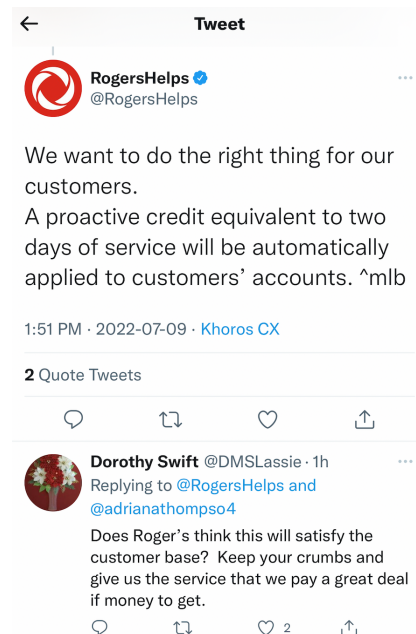 Tweet
RogersHelps
@RogersHelps
We want to do the right thing for our
customers.
A proactive credit equivalent to two
days of service will be automatically
applied to customers’ accounts. ^mlb
1:51 PM · 2022-07-09 · Khoros CX
2 Quote Tweets
Dorothy Swift @DMSLassie · 1h
Replying to @RogersHelps and
@adrianathompso4
Does Roger’s think this will satisfy the
customer base?  Keep your crumbs and
give us the service that we pay a great deal
if money to get.
2